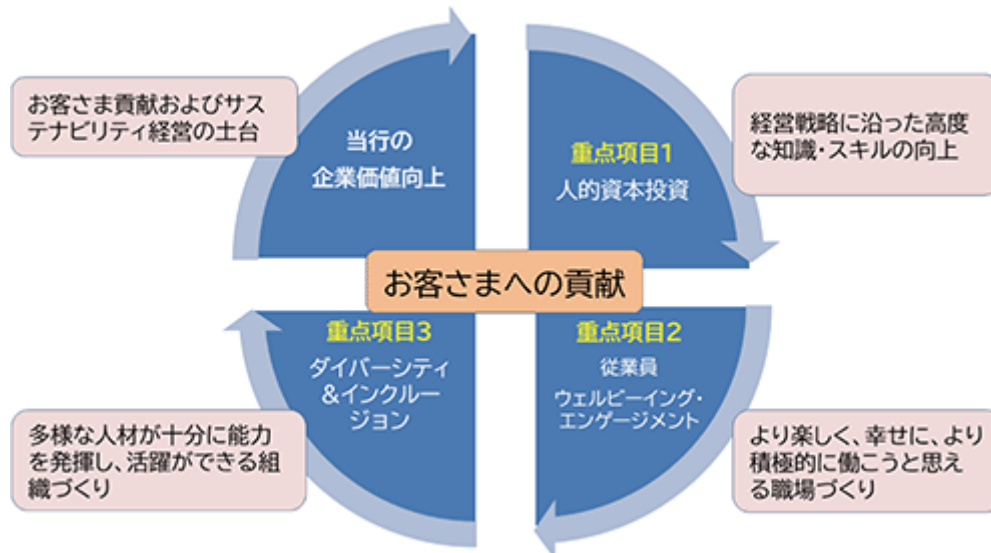 お客さま貢献およびサス
テナビリティ経営の土台
当行の
企業価値向上
重点項目1
人的資本投資
経営戦略に沿った高度
な知識・スキルの向上
お客さまへの貢献
重点項目3
ダイバーシティ
&インクルー
ジョン
重点項目2
従業員
ウェルビーイング・
エンゲージメント
多様な人材が十分に能力
を発揮し、活躍ができる組
織づくり
より楽しく、幸せに、より
積極的に働こうと思え
る職場づくり